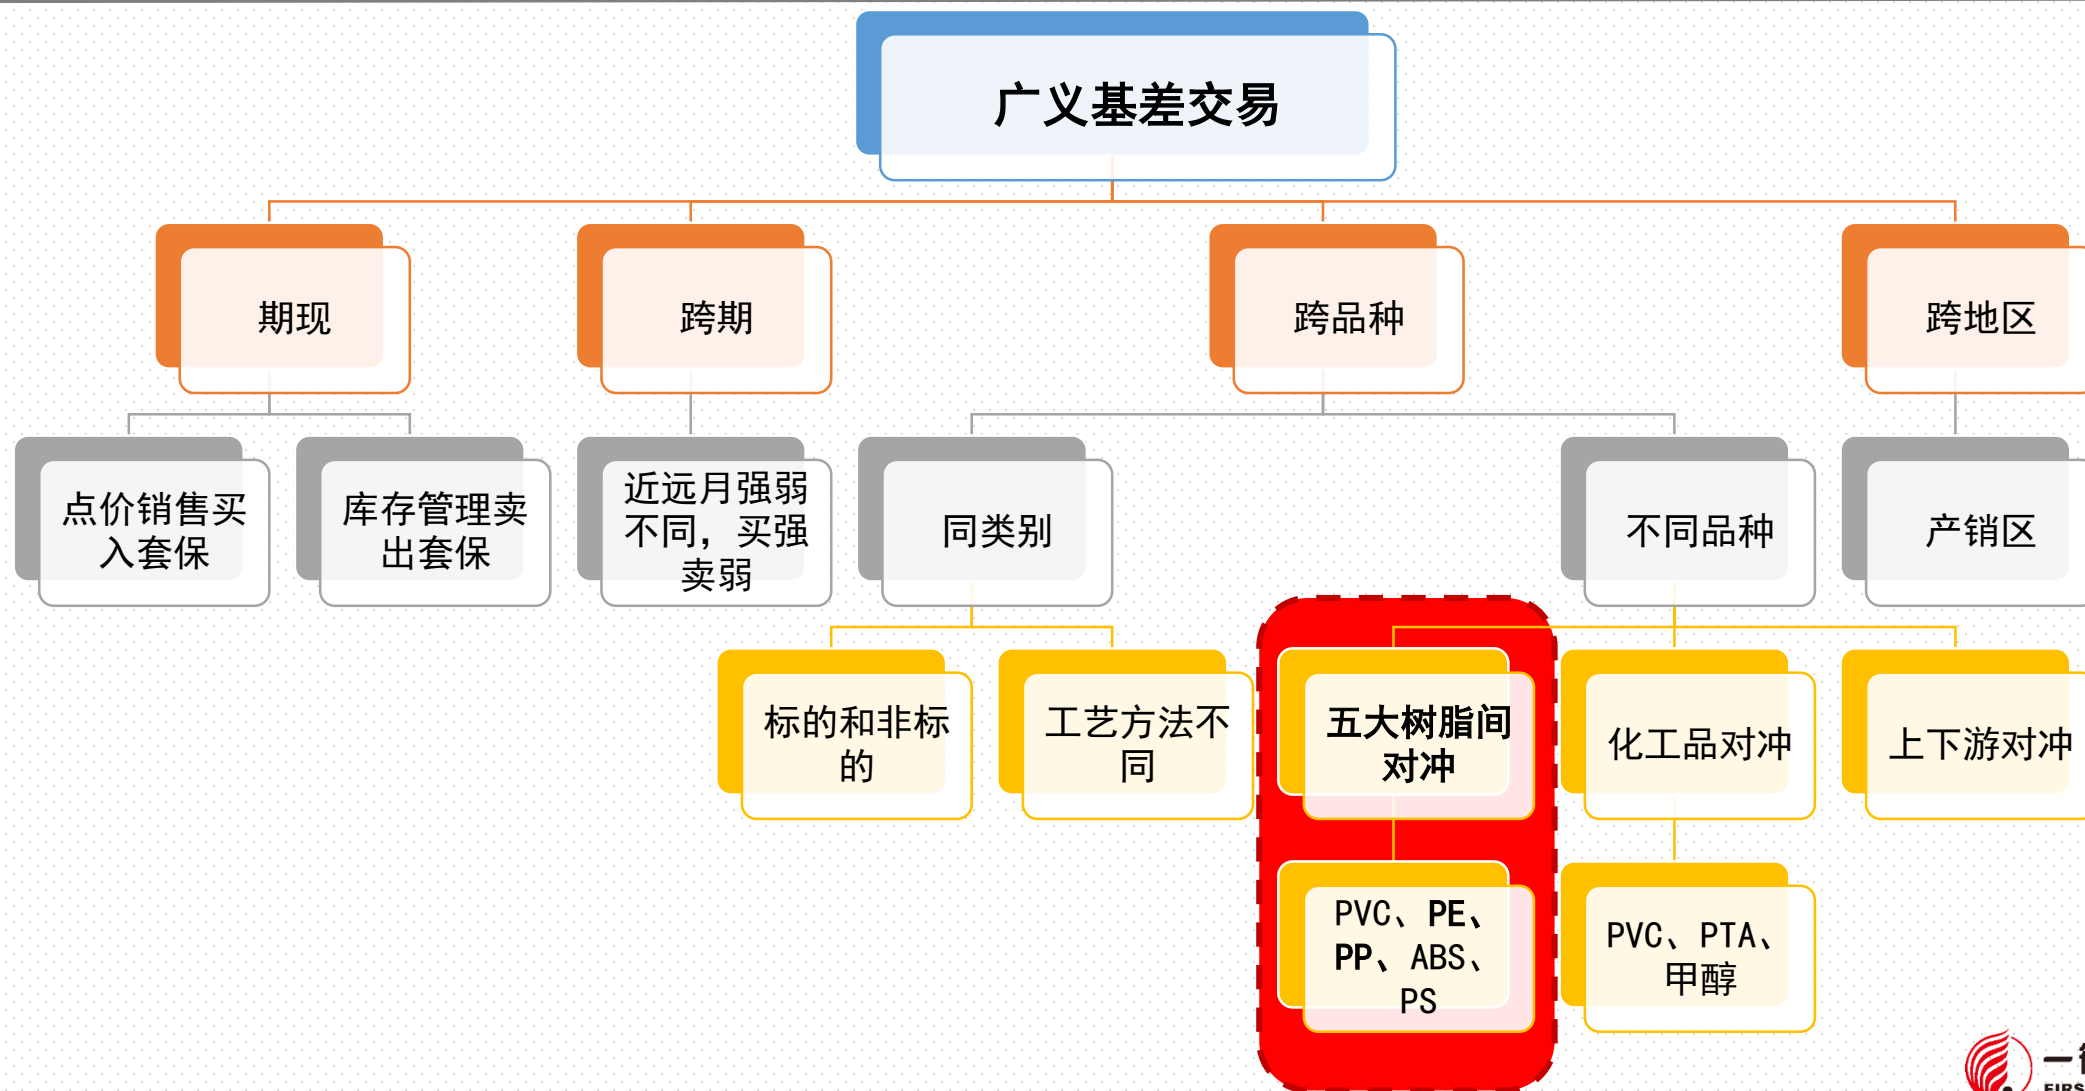 广义基差交易
期现
跨期
跨品种
跨地区
点价销售买
入套保
库存管理卖
出套保
近远月强弱
不同，买强
卖弱
同类别
不同品种
产销区
标的和非标
的
工艺方法不
同
五大树脂间
对冲
化工品对冲
上下游对冲
PVC、PE、
PP、ABS、
PS
PVC、PTA、
甲醇
一